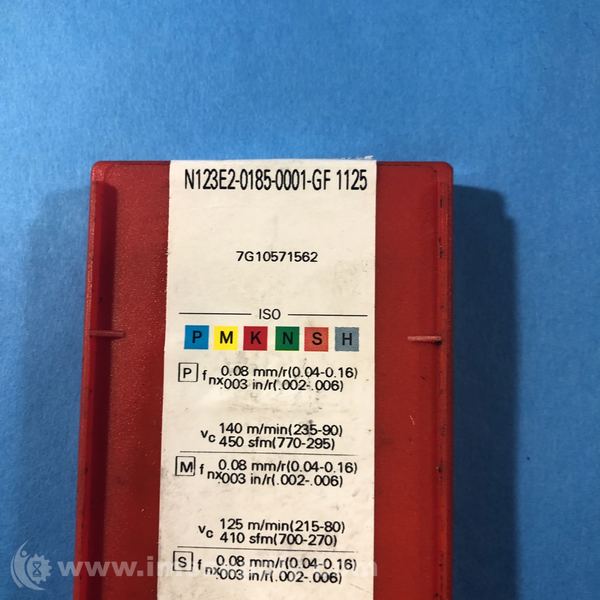 N123E2-0185-0001-GF 1125
7G10571562
ISO
P M K N S H
P fnx 0.08 mm/r(0.04-0.16)
.003 in/r(.002-.006)
vc 140 m/min(235-90)
450 sfm(770-295)
M fnx 0.08 mm/r(0.04-0.16)
.003 in/r(.002-.006)
vc 125 m/min(215-80)
410 sfm(700-270)
S fnx 0.08 mm/r(0.04-0.16)
.003 in/r(.002-.006)